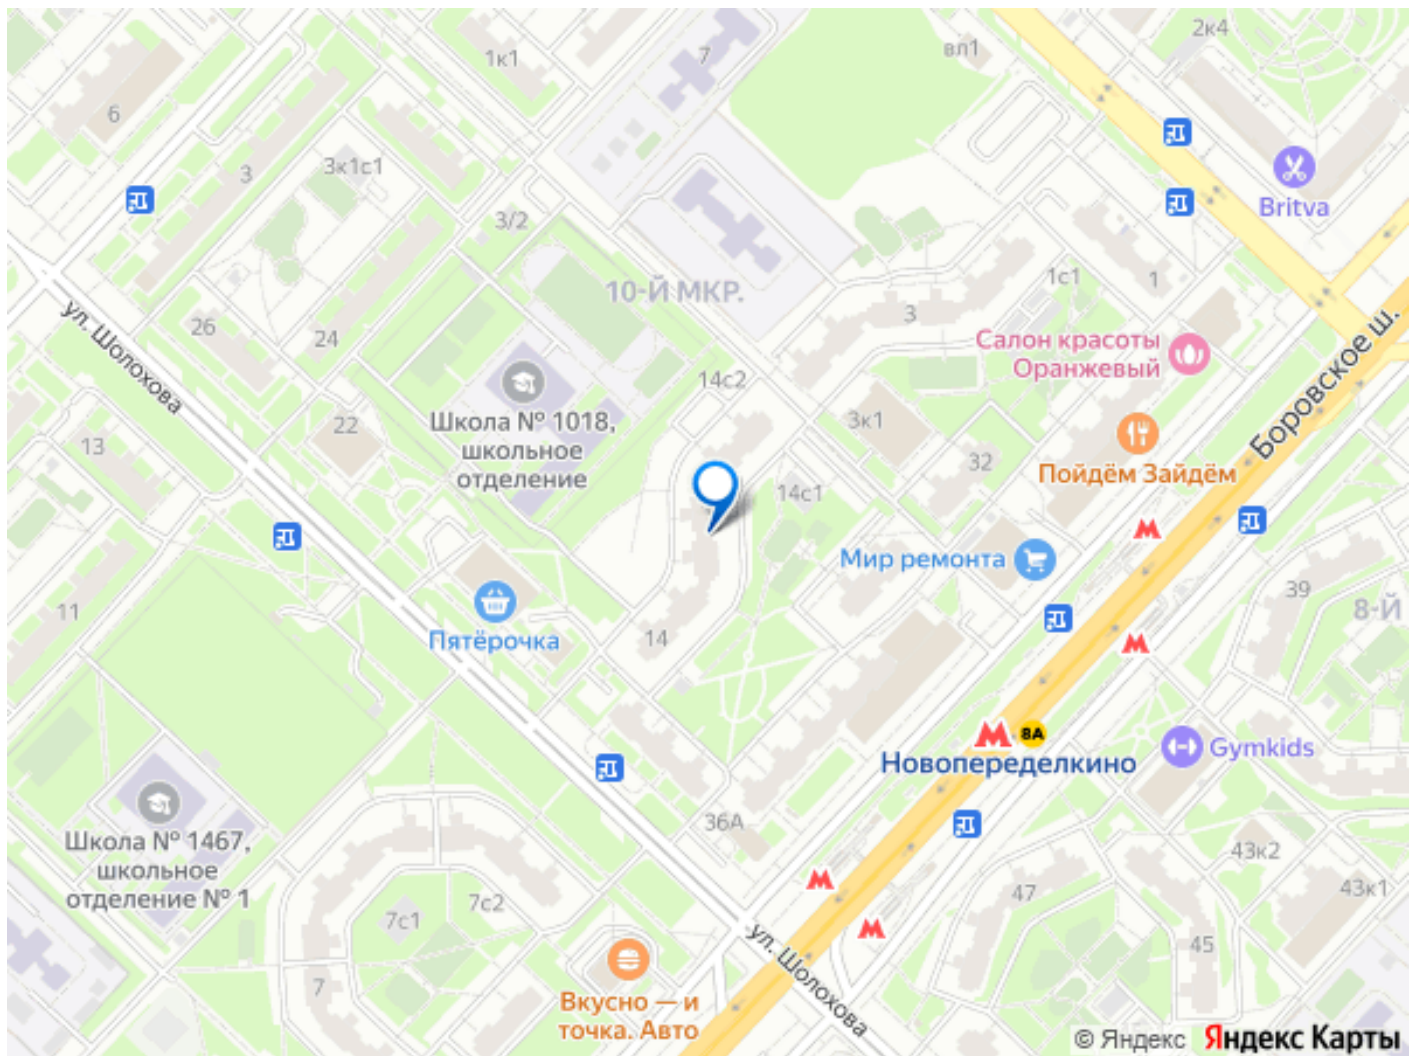 2к4
1к1
7
вл1
6
3к1с1
3
Britva
3/2
10-Й МКР.
1с1
1
26
24
3
ул. Шолохова
Салон красоты
Оранжевый
Боровское ш.
14с2
22
Школа № 1018,
школьное
отделение
3к1
13
32
Пойдём Зайдём
14с1
Мир ремонта
39
8-Й
11
Пятёрочка
14
8А
Новопеределкино
Gymkids
36А
Школа № 1467,
школьное
отделение № 1
43к2
43к1
47
7с2
7с1
45
ул. Шолохова
7
Вкусно — и
точка. Авто
© Яндекс Яндекс Карты